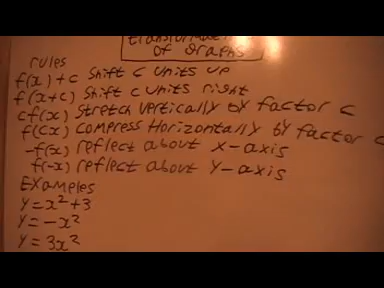 transformation
of graphs
rules
f(x)+c shift c units up
f(x+c) shift c units right
cf(x) stretch vertically by factor c
f(cx) compress Horizontally by factor c
-f(x) reflect about x-axis
f(-x) reflect about y-axis
Examples
y=x²+3
y=-x²
y=3x²